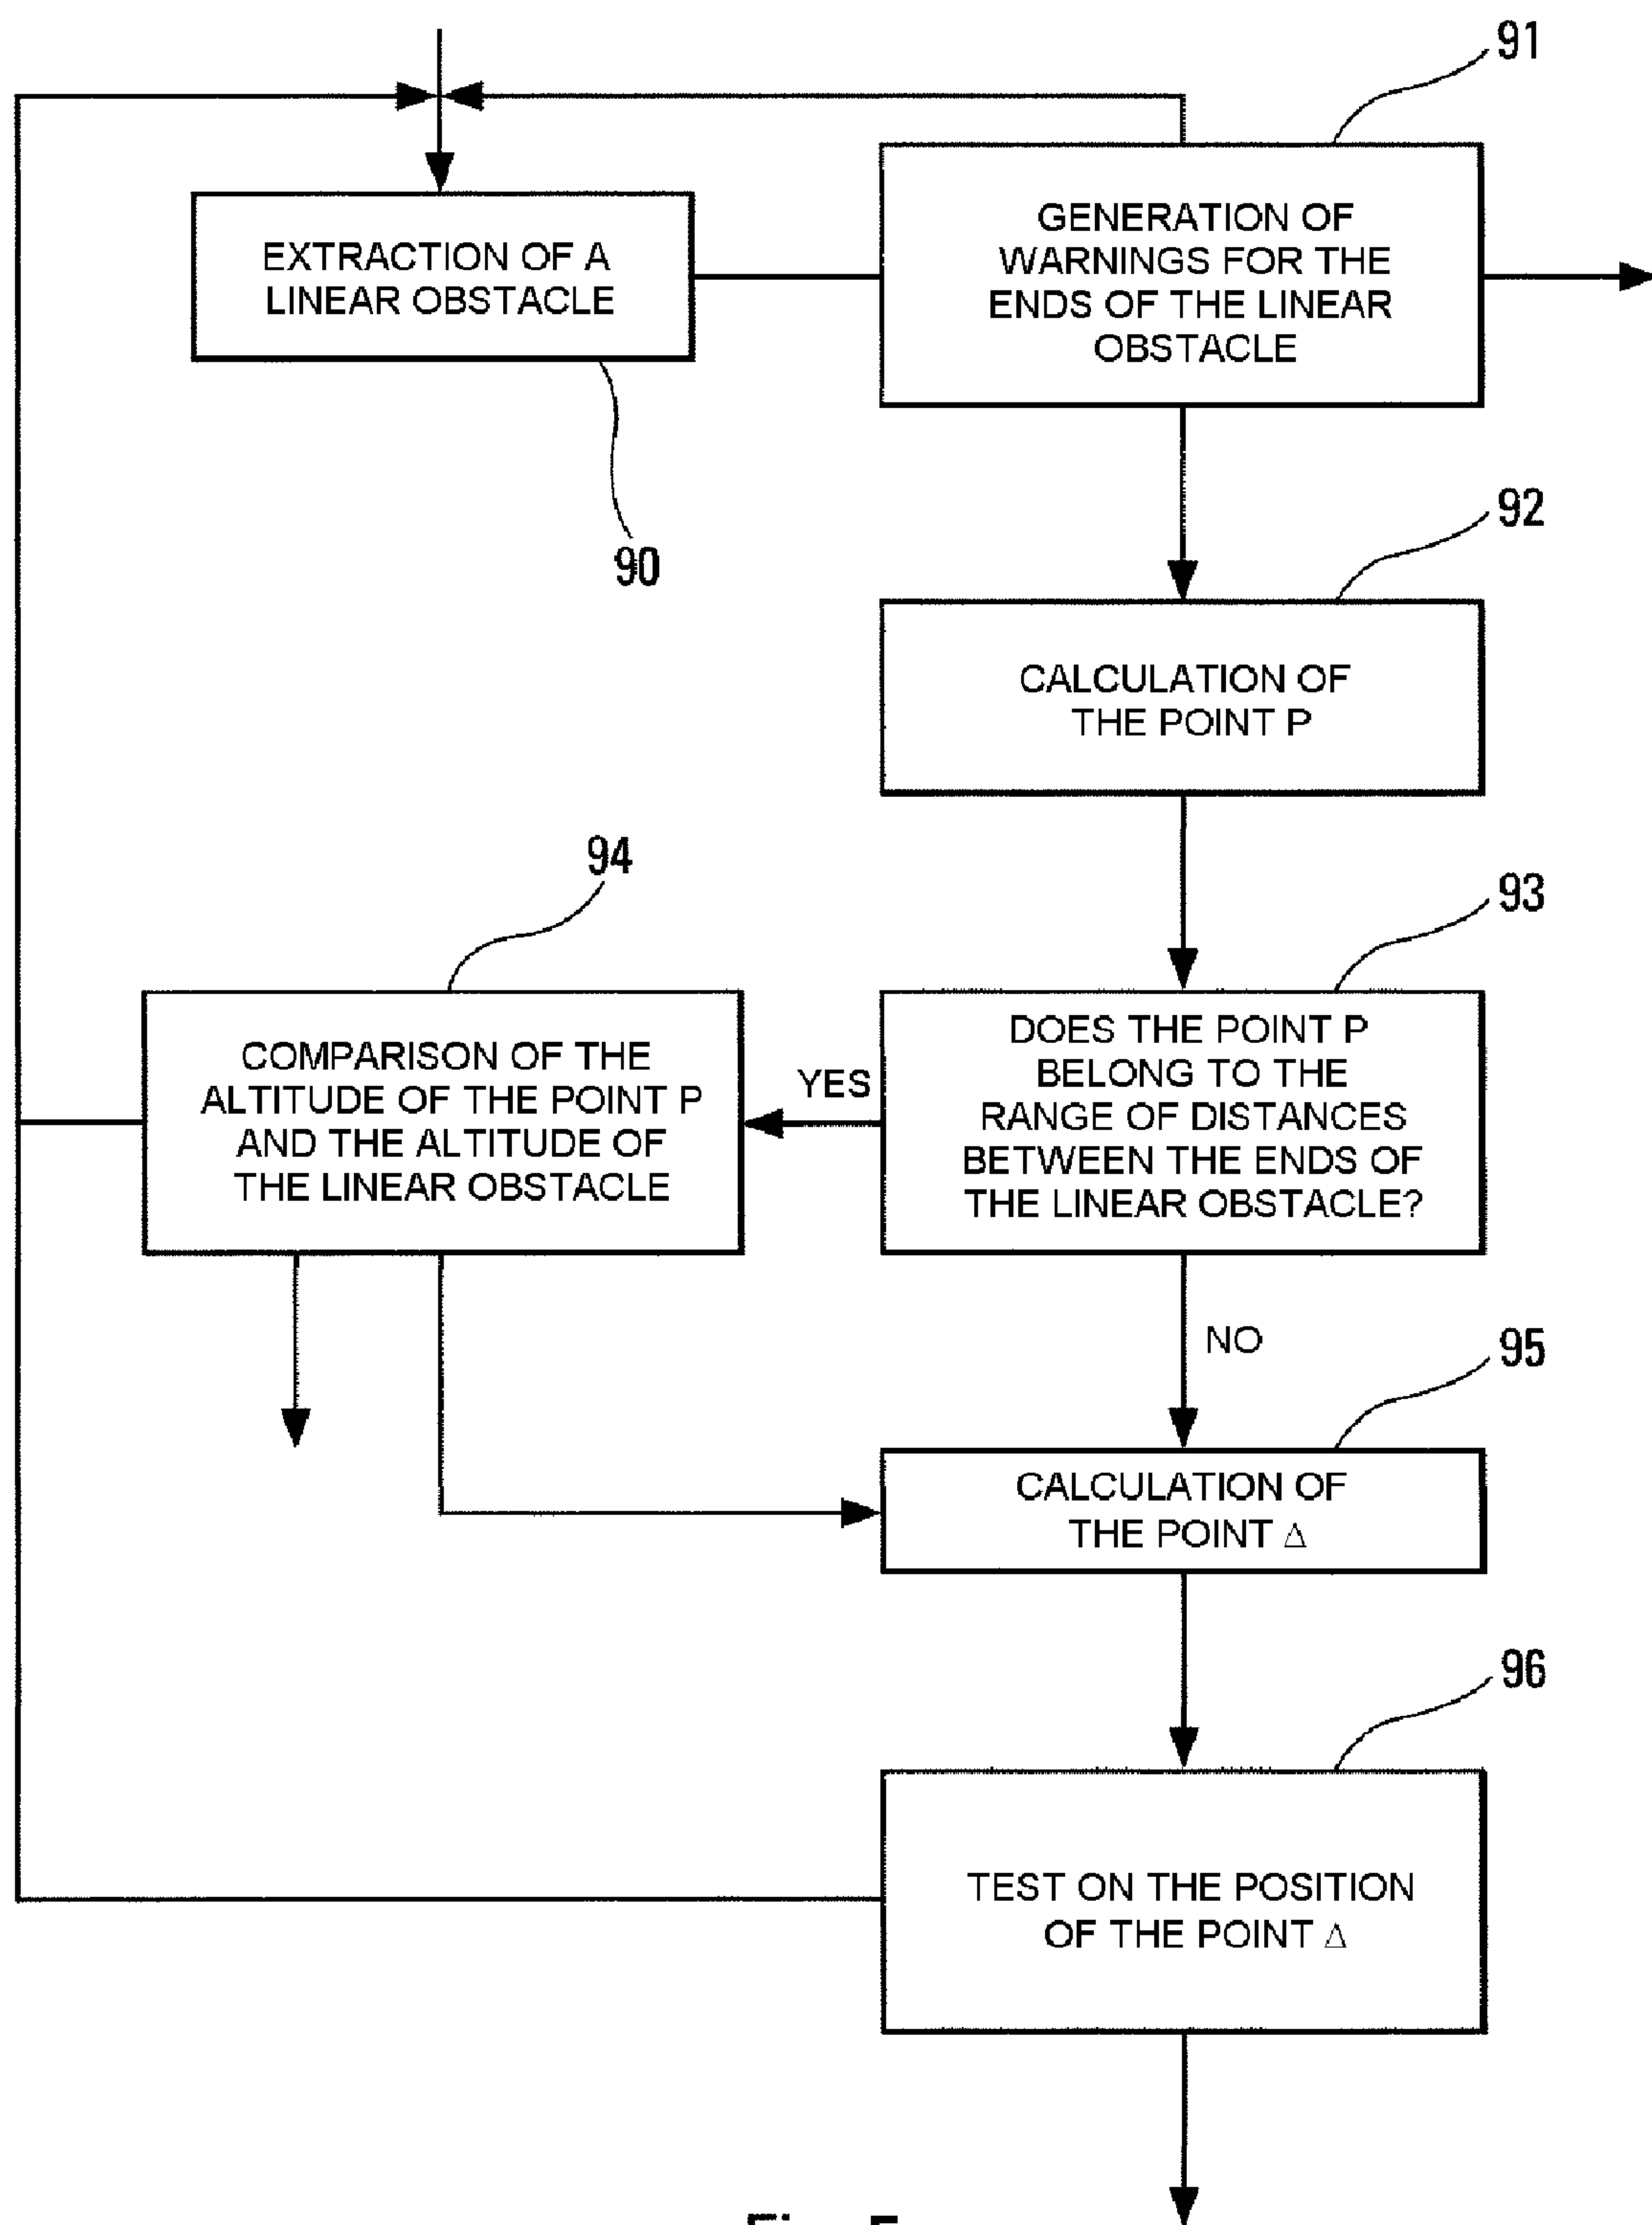 91
EXTRACTION OF A
LINEAR OBSTACLE
GENERATION OF
WARNINGS FOR THE
ENDS OF THE LINEAR
OBSTACLE
90
92
CALCULATION OF
THE POINT P
94
93
COMPARISON OF THE
ALTITUDE OF THE POINT P
AND THE ALTITUDE OF
THE LINEAR OBSTACLE
YES
DOES THE POINT P
BELONG TO THE
RANGE OF DISTANCES
BETWEEN THE ENDS OF
THE LINEAR OBSTACLE?
NO
95
CALCULATION OF
THE POINT Δ
96
TEST ON THE POSITION
OF THE POINT Δ